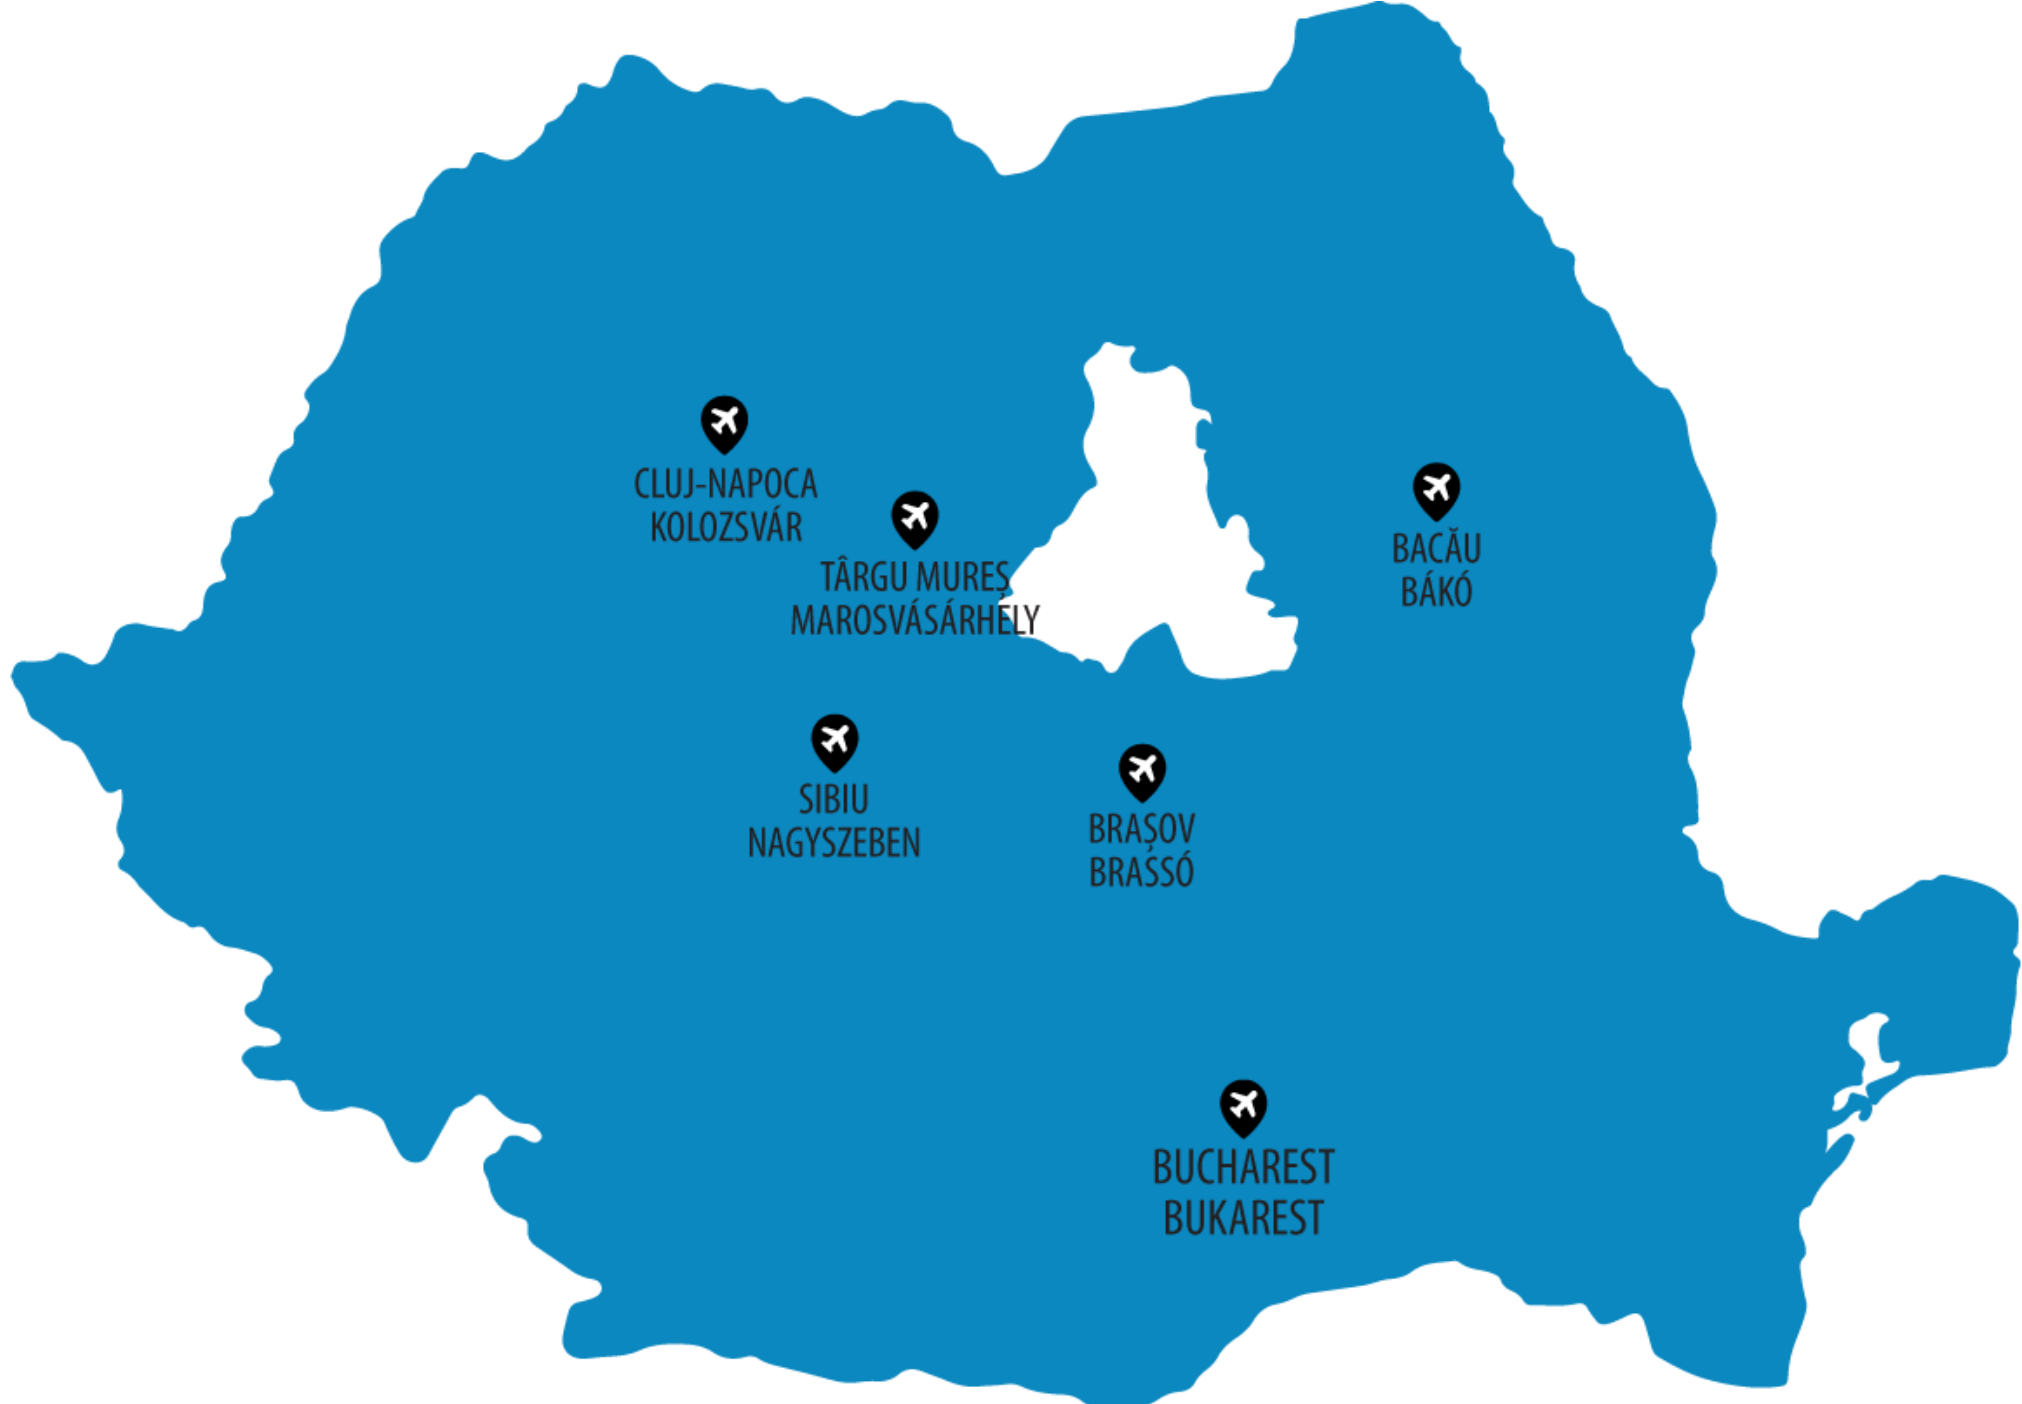 CLUJ-NAPOCA
KOLOZSVÁR
TÂRGU MUREȘ
MAROSVÁSÁRHELY
BACĂU
BÁKÓ
SIBIU
NAGYSZEBEN
BRAȘOV
BRASSÓ
BUCHAREST
BUKAREST